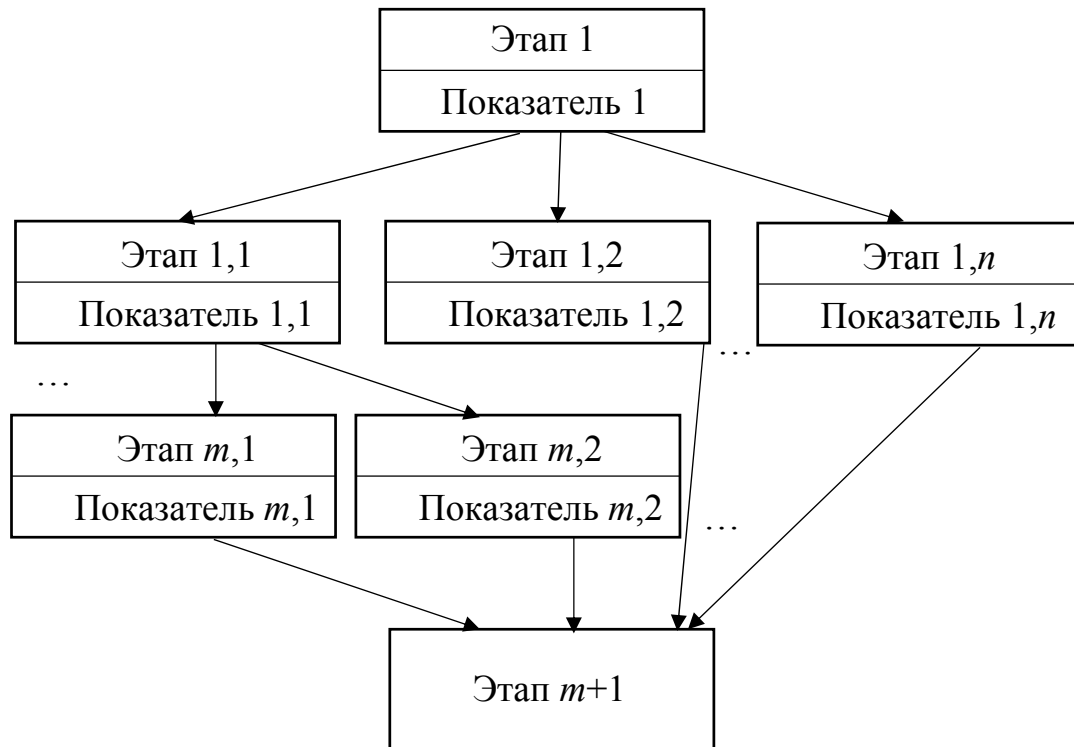 Этап 1
Показатель 1
Этап 1,1
Показатель 1,1
Этап 1,2
Показатель 1,2
Этап 1,n
Показатель 1,n
…
…
Этап m,1
Показатель m,1
Этап m,2
Показатель m,2
…
Этап m+1